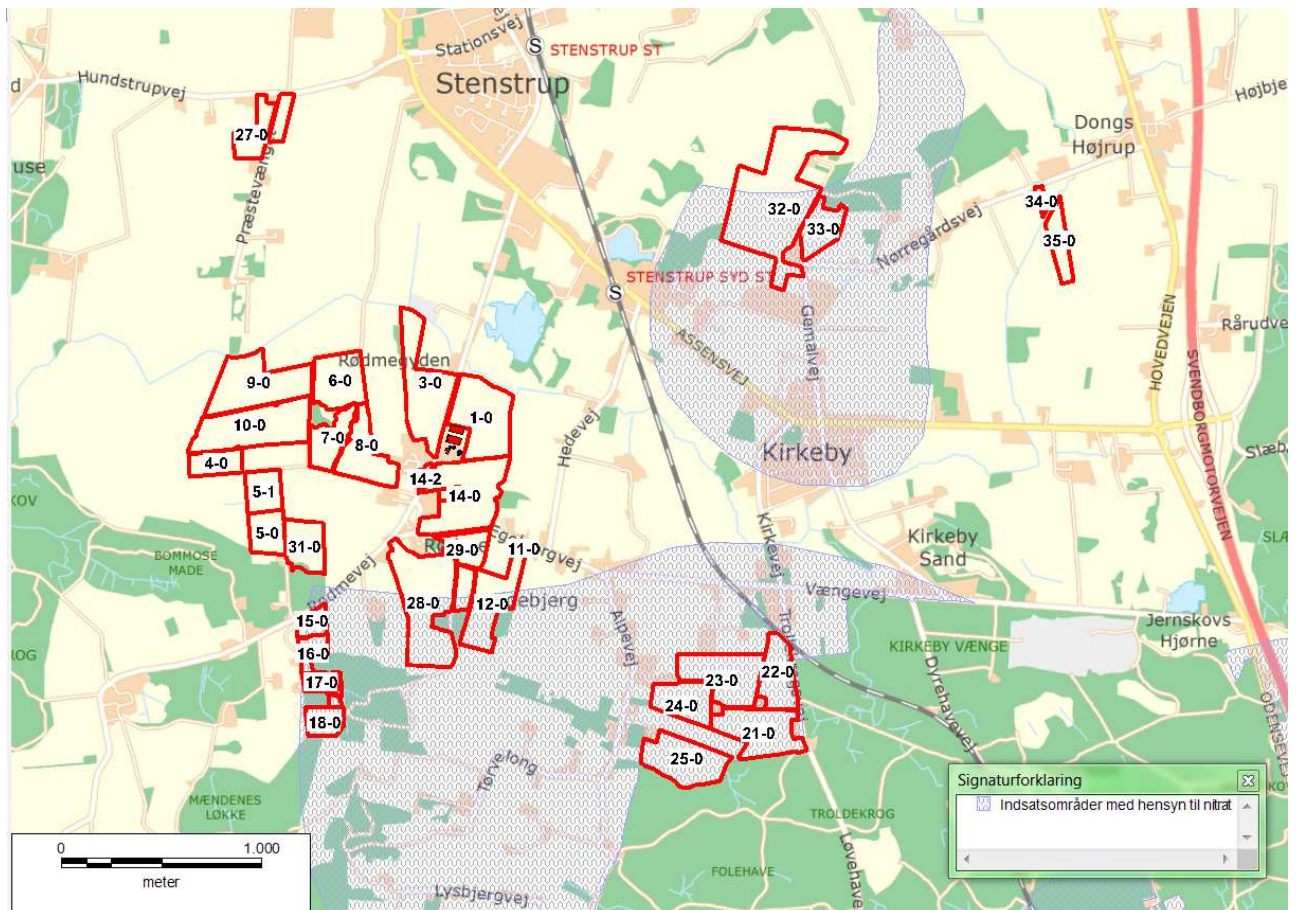 Stationsvej
S STENSTRUP ST
Stenstrup
Hundstrupvej
d
Højbje
Dongs
Højrup
27-0
use
Præstevænget
34-0
35-0
32-0
33-0
Nørregårdsvej
STENSTRUP SYD ST
S
Gemalvej
ASSENSVEJ
HOVEDVEJEN
Rårudve
SVENDBORGMOTORVEJEN
Rødmegyden
9-0
6-0
3-0
1-0
10-0
7-0
8-0
Hedevej
Kirkeby
Slæb
4-0
14-2
14-0
5-1
KOV
5-0
31-0
BOMMOSE
MADE
Egebjergvej
29-0
11-0
Kirkevej
Kirkeby
Sand
SLÆ
Rødmevej
28-0
12-0
ebjerg
Vængevej
15-0
Alpevej
Jernskovs
Hjørne
16-0
ROG
KIRKEBY VÆNGE
Dyrehavevej
17-0
23-0
22-0
24-0
18-0
21-0
25-0
ODENSEVEJ
Tørvelong
MÆNDENES
LØKKE
TROLDEKROG
Løvehave
FOLEHAVE
Lysbjergvej
Signaturforklaring
Indsatsområder med hensyn til nitrat
0 1.000
meter